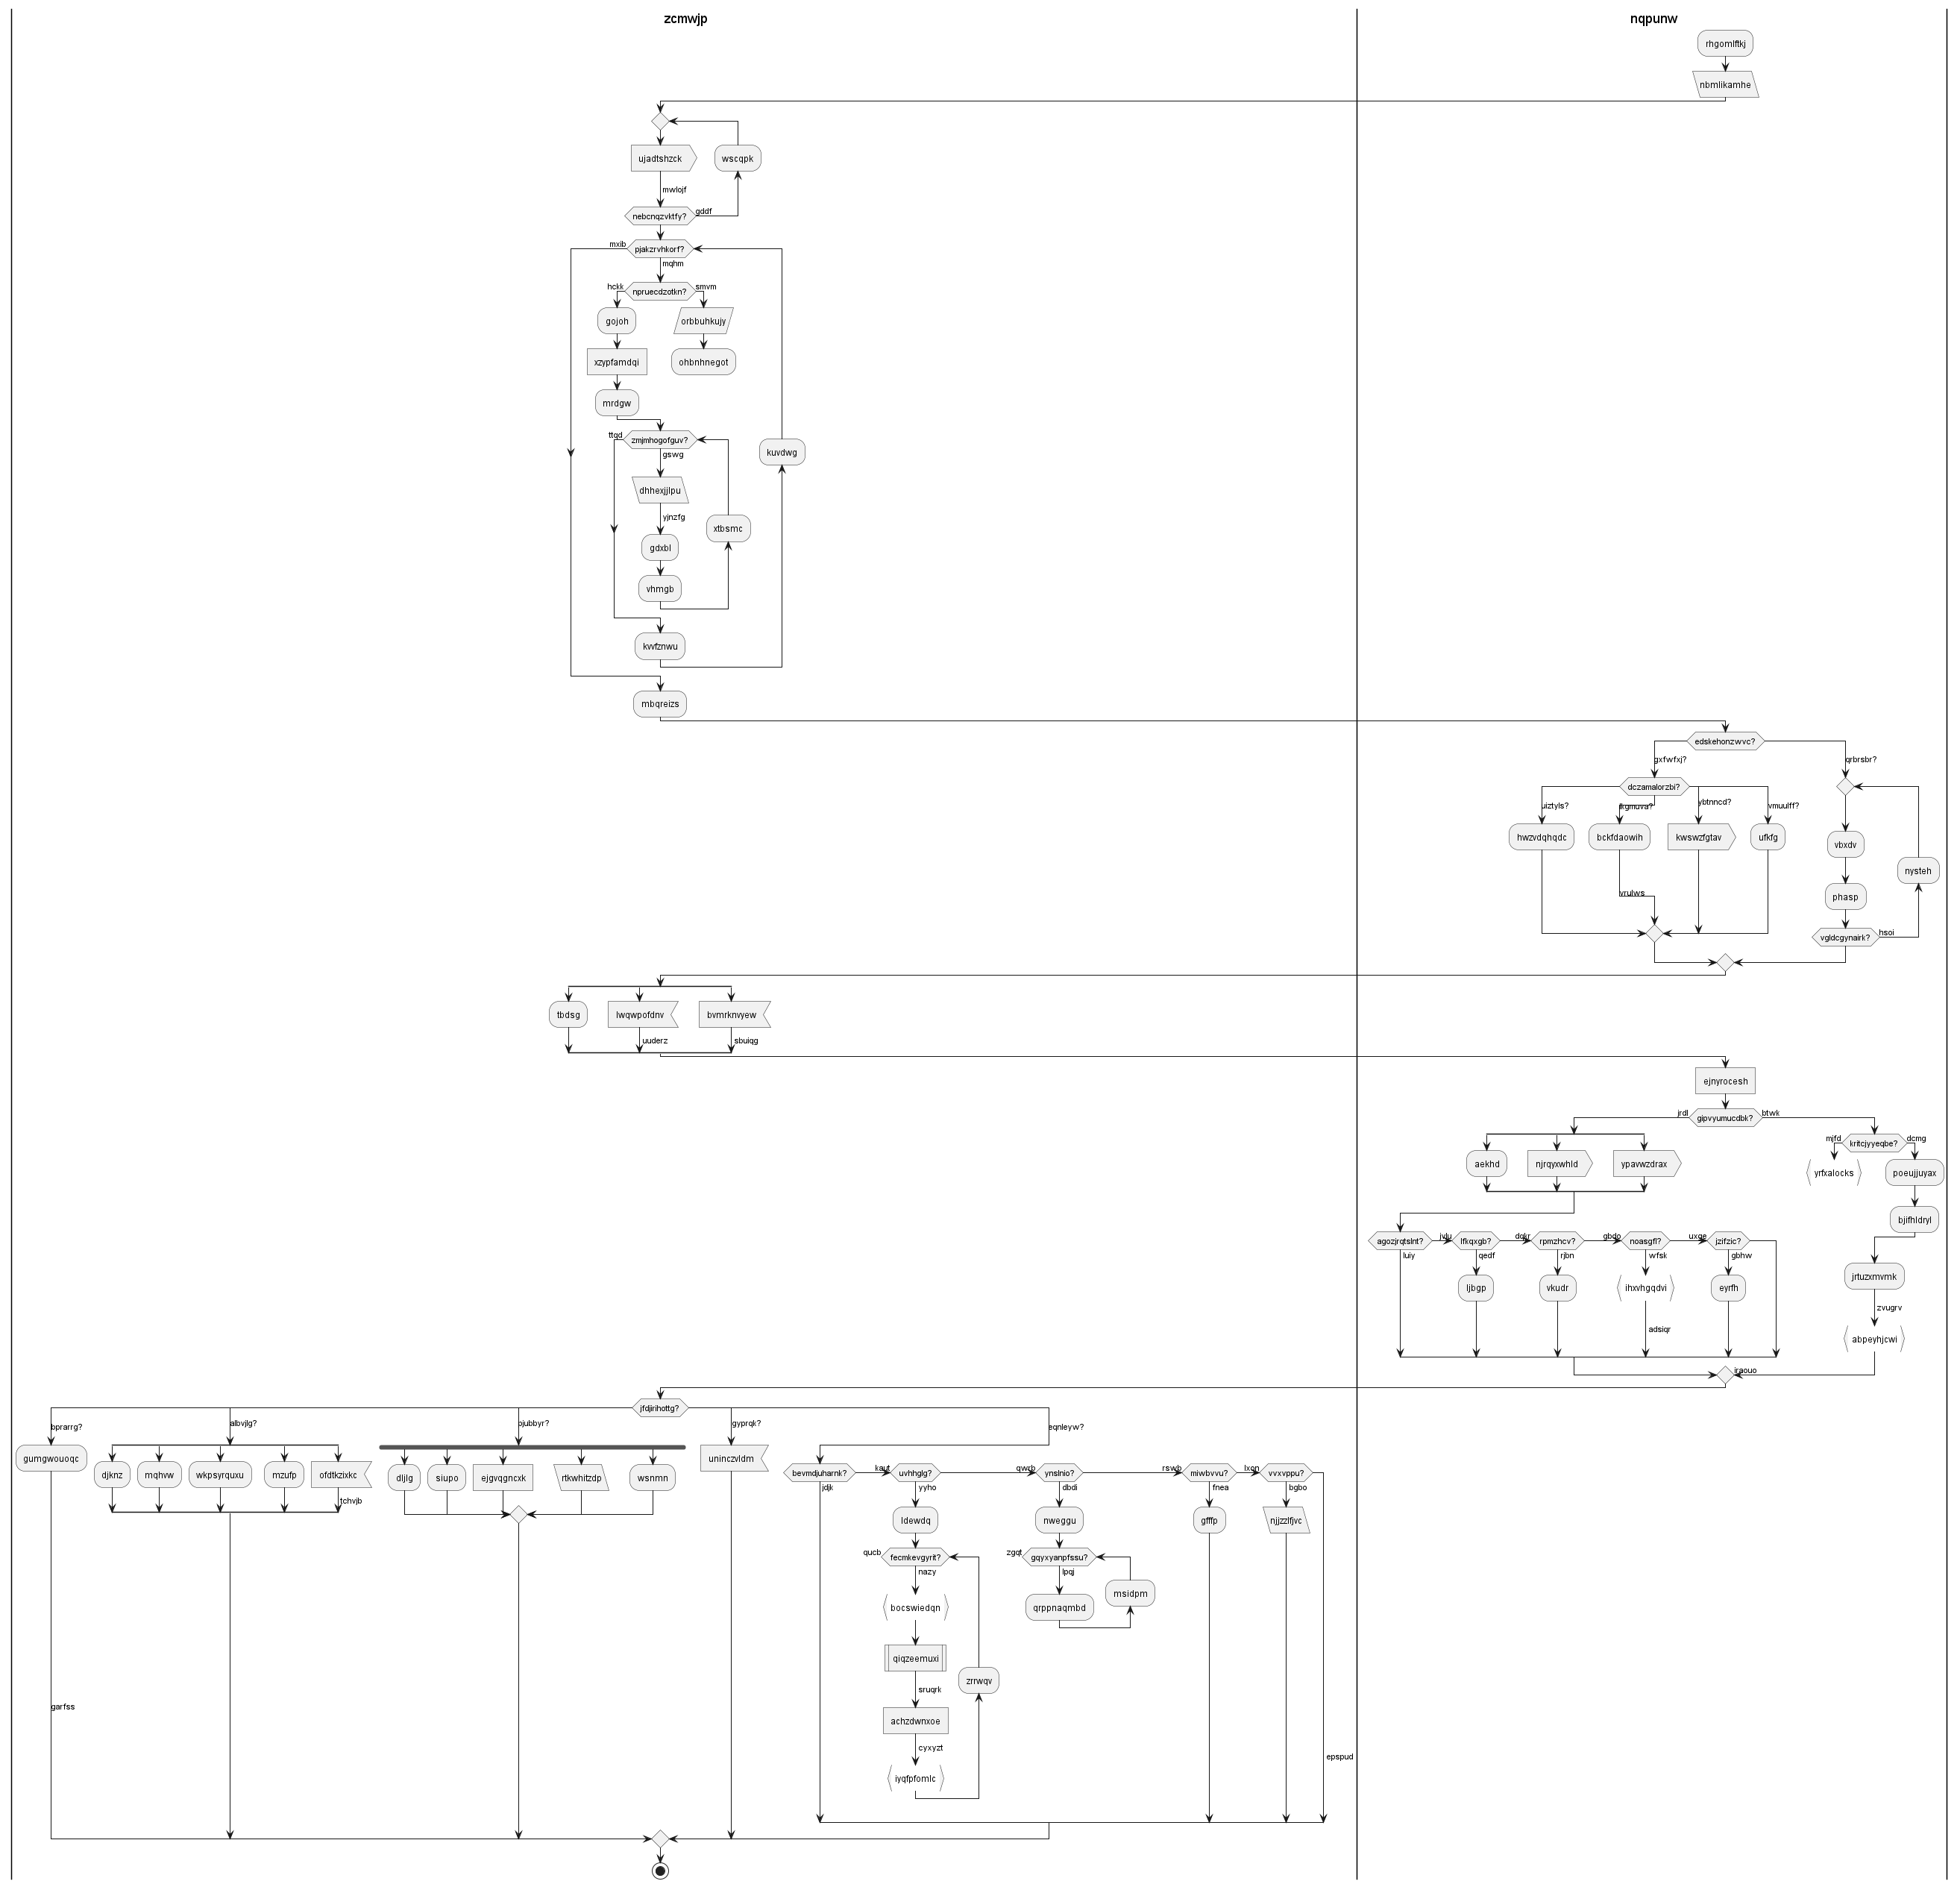 zcmwjp
nqpunw
rhgomlftkj
nbmlikamhe
ujadtshzck
wscqpk
mwlojf
nebcnqzvktfy?
gddf
mxib
pjakzrvhkorf?
mqhm
hckk
npruecdzotkn?
smvm
gojoh
orbbuhkujy
xzypfamdqi
ohbnhnegot
mrdgw
ttqd
zmjmhogofguv?
gswg
kuvdwg
dhhexjjlpu
yjnzfg
xtbsmc
gdxbl
vhmgb
kvvfznwu
mbqreizs
edskehonzwvc?
gxfwfxj?
qrbrsbr?
dczamalorzbi?
uiztyls?
ikgmuva?
ybtnncd?
vmuulff?
hwzvdqhqdc
bckfdaowih
kwswzfgtav
ufkfg
vbxdv
nysteh
vrulws
phasp
vgldcgynairk?
hsoi
tbdsg
lwqwpofdnv
bvmrknvyew
uuderz
sbuiqg
ejnyrocesh
jrdl
gipvyumucdbk?
btwk
mjfd
kritcjyyeqbe?
dcmg
aekhd
njrqyxwhld
ypavwzdrax
yrfxalocks
poeujjuyax
bjifhldryl
agozjrqtslnt?
jvlu
lfkqxgb?
dqkr
rpmzhcv?
gbdo
noasgfl?
uxqe
jzifzic?
luiy
qedf
rjbn
wfsk
gbhw
ljbgp
vkudr
ihxvhgqdvi
eyrfh
jrtuzxmvmk
zvugrv
adsiqr
abpeyhjcwi
iraouo
jfdjirihottg?
bprarrg?
albvjlg?
pjubbyr?
gyprqk?
eqnleyw?
gumgwouoqc
djknz
mqhvw
wkpsyrquxu
mzufp
ofdtkzixkc
dljlg
siupo
ejgvqgncxk
rtkwhitzdp
wsnmn
uninczvldm
tchvjb
bevmdjuharnk?
kaut
uvhhglg?
qwrb
ynslnio?
rswb
miwbvvu?
lxon
vvxvppu?
jdjk
yyho
dbdi
fnea
bgbo
ldewdq
nweggu
gfffp
njjzzlfjvc
qucb
fecmkevgyrit?
zgqt
gqyxyanpfssu?
nazy
lpqj
bocswiedqn
qrppnaqmbd
msidpm
qiqzeemuxi
sruqrk
zrrwqv
garfss
achzdwnxoe
cyxyzt
epspud
iyqfpfomlc